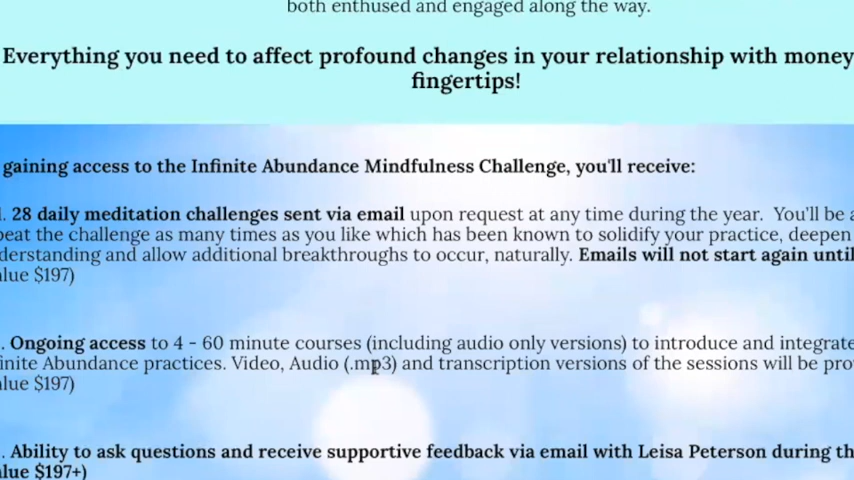 both enthused and engaged along the way.
Everything you need to affect profound changes in your relationship with money
fingertips!
gaining access to the Infinite Abundance Mindfulness Challenge, you'll receive:
. 28 daily meditation challenges sent via email upon request at any time during the year. You'll be a
peat the challenge as many times as you like which has been known to solidify your practice, deepen
derstanding and allow additional breakthroughs to occur, naturally. Emails will not start again until
alue $197)
. Ongoing access to 4 - 60 minute courses (including audio only versions) to introduce and integrate
finite Abundance practices. Video, Audio (.mp3) and transcription versions of the sessions will be pro
alue $197)
. Ability to ask questions and receive supportive feedback via email with Leisa Peterson during th
alue $197+)